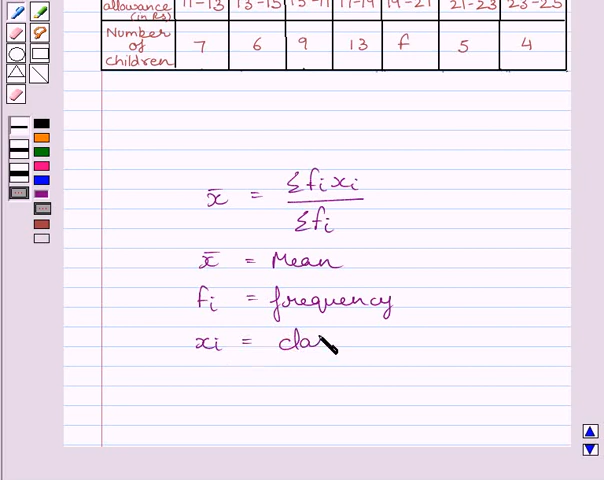 allowance (in Rs) 11-13 13-15 15-17 17-19 19-21 21-23 23-25
Number of children 7 6 9 13 f 5 4
x̄ = Σfixi / Σfi
x̄ = Mean
fi = frequency
xi = clas